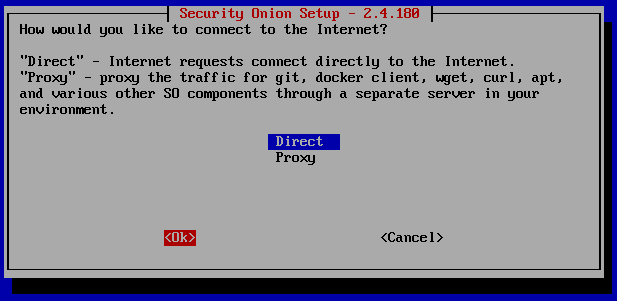 Security Onion Setup - 2.4.180
How would you like to connect to the Internet?
"Direct" - Internet requests connect directly to the Internet.
"Proxy" - proxy the traffic for git, docker client, wget, curl, apt,
and various other SO components through a separate server in your
environment.
Direct
Proxy
<Ok> <Cancel>